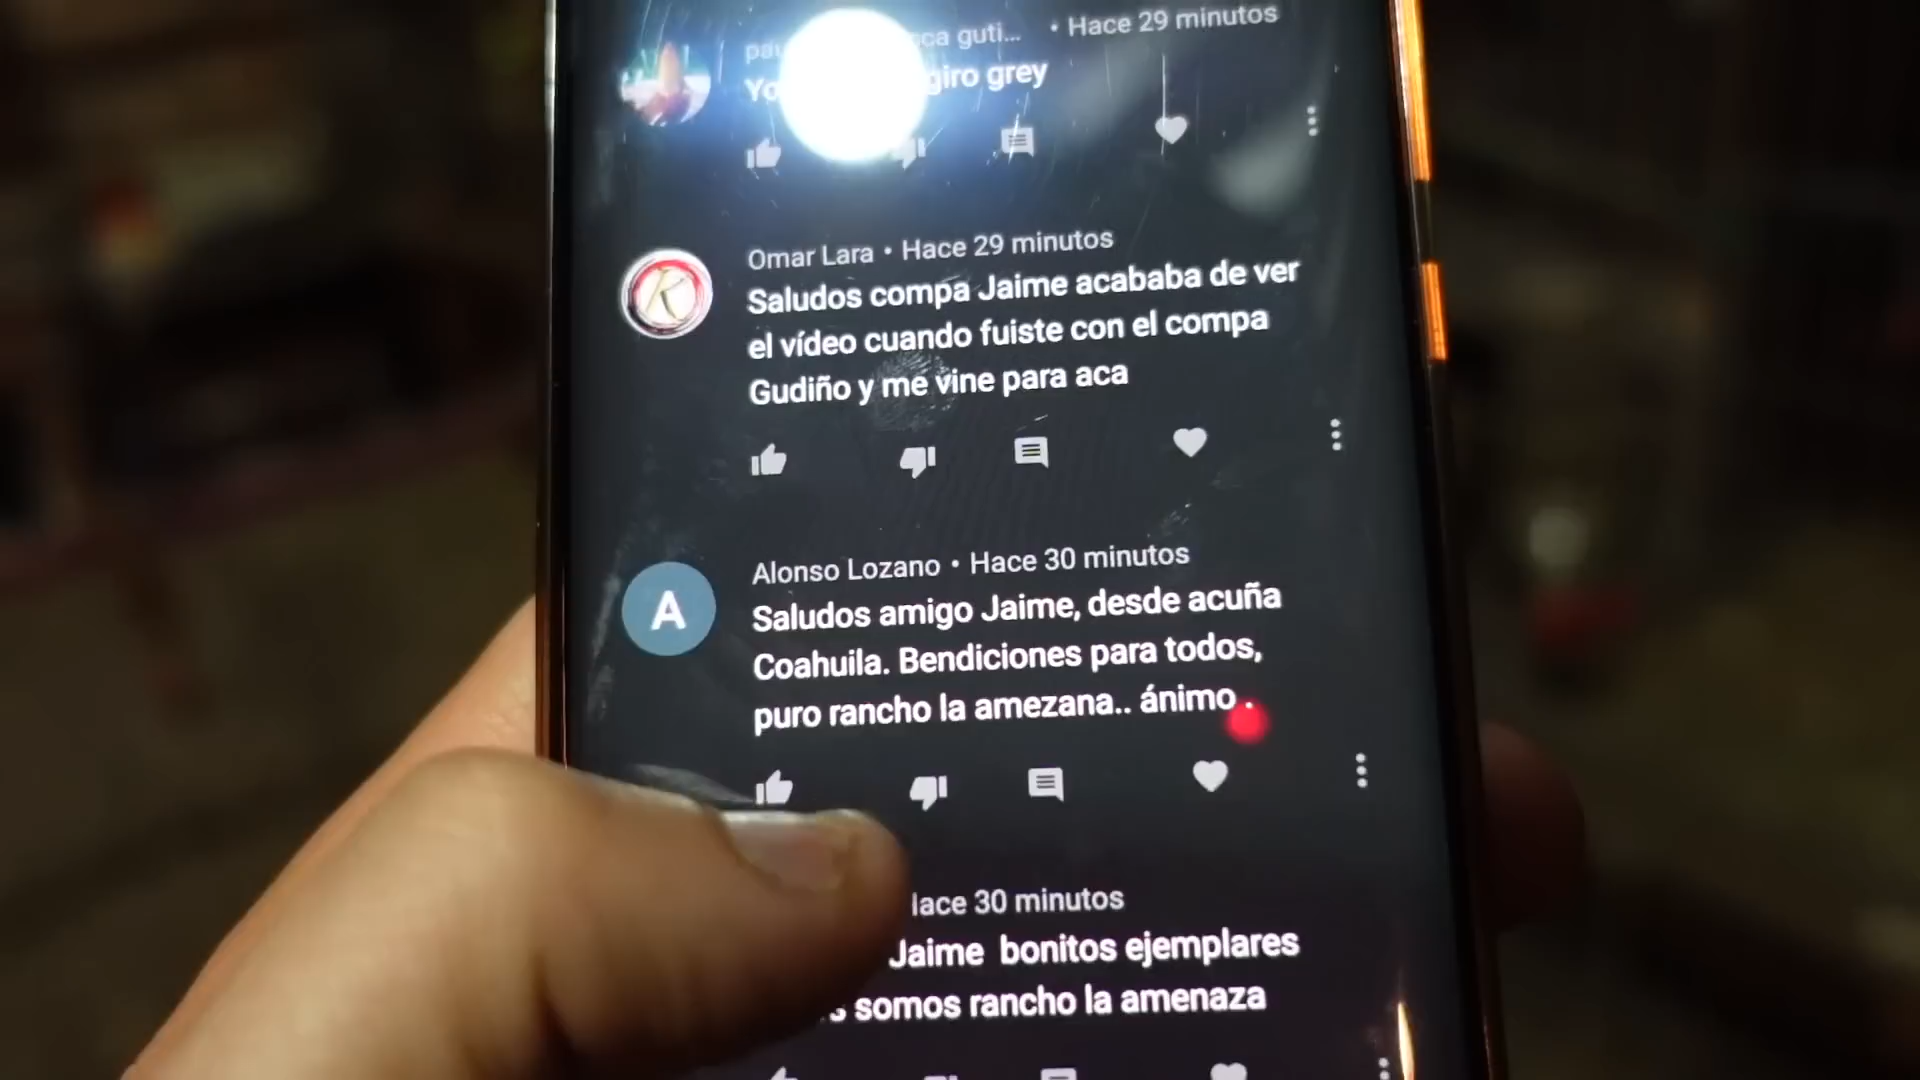 ca guti... • Hace 29 minutos
Yo giro grey
Omar Lara • Hace 29 minutos
Saludos compa Jaime acababa de ver
el vídeo cuando fuiste con el compa
Gudiño y me vine para aca
A
Alonso Lozano • Hace 30 minutos
Saludos amigo Jaime, desde acuña
Coahuila. Bendiciones para todos,
puro rancho la amezana.. ánimo .
30 minutos
Jaime bonitos ejemplares
somos rancho la amenaza